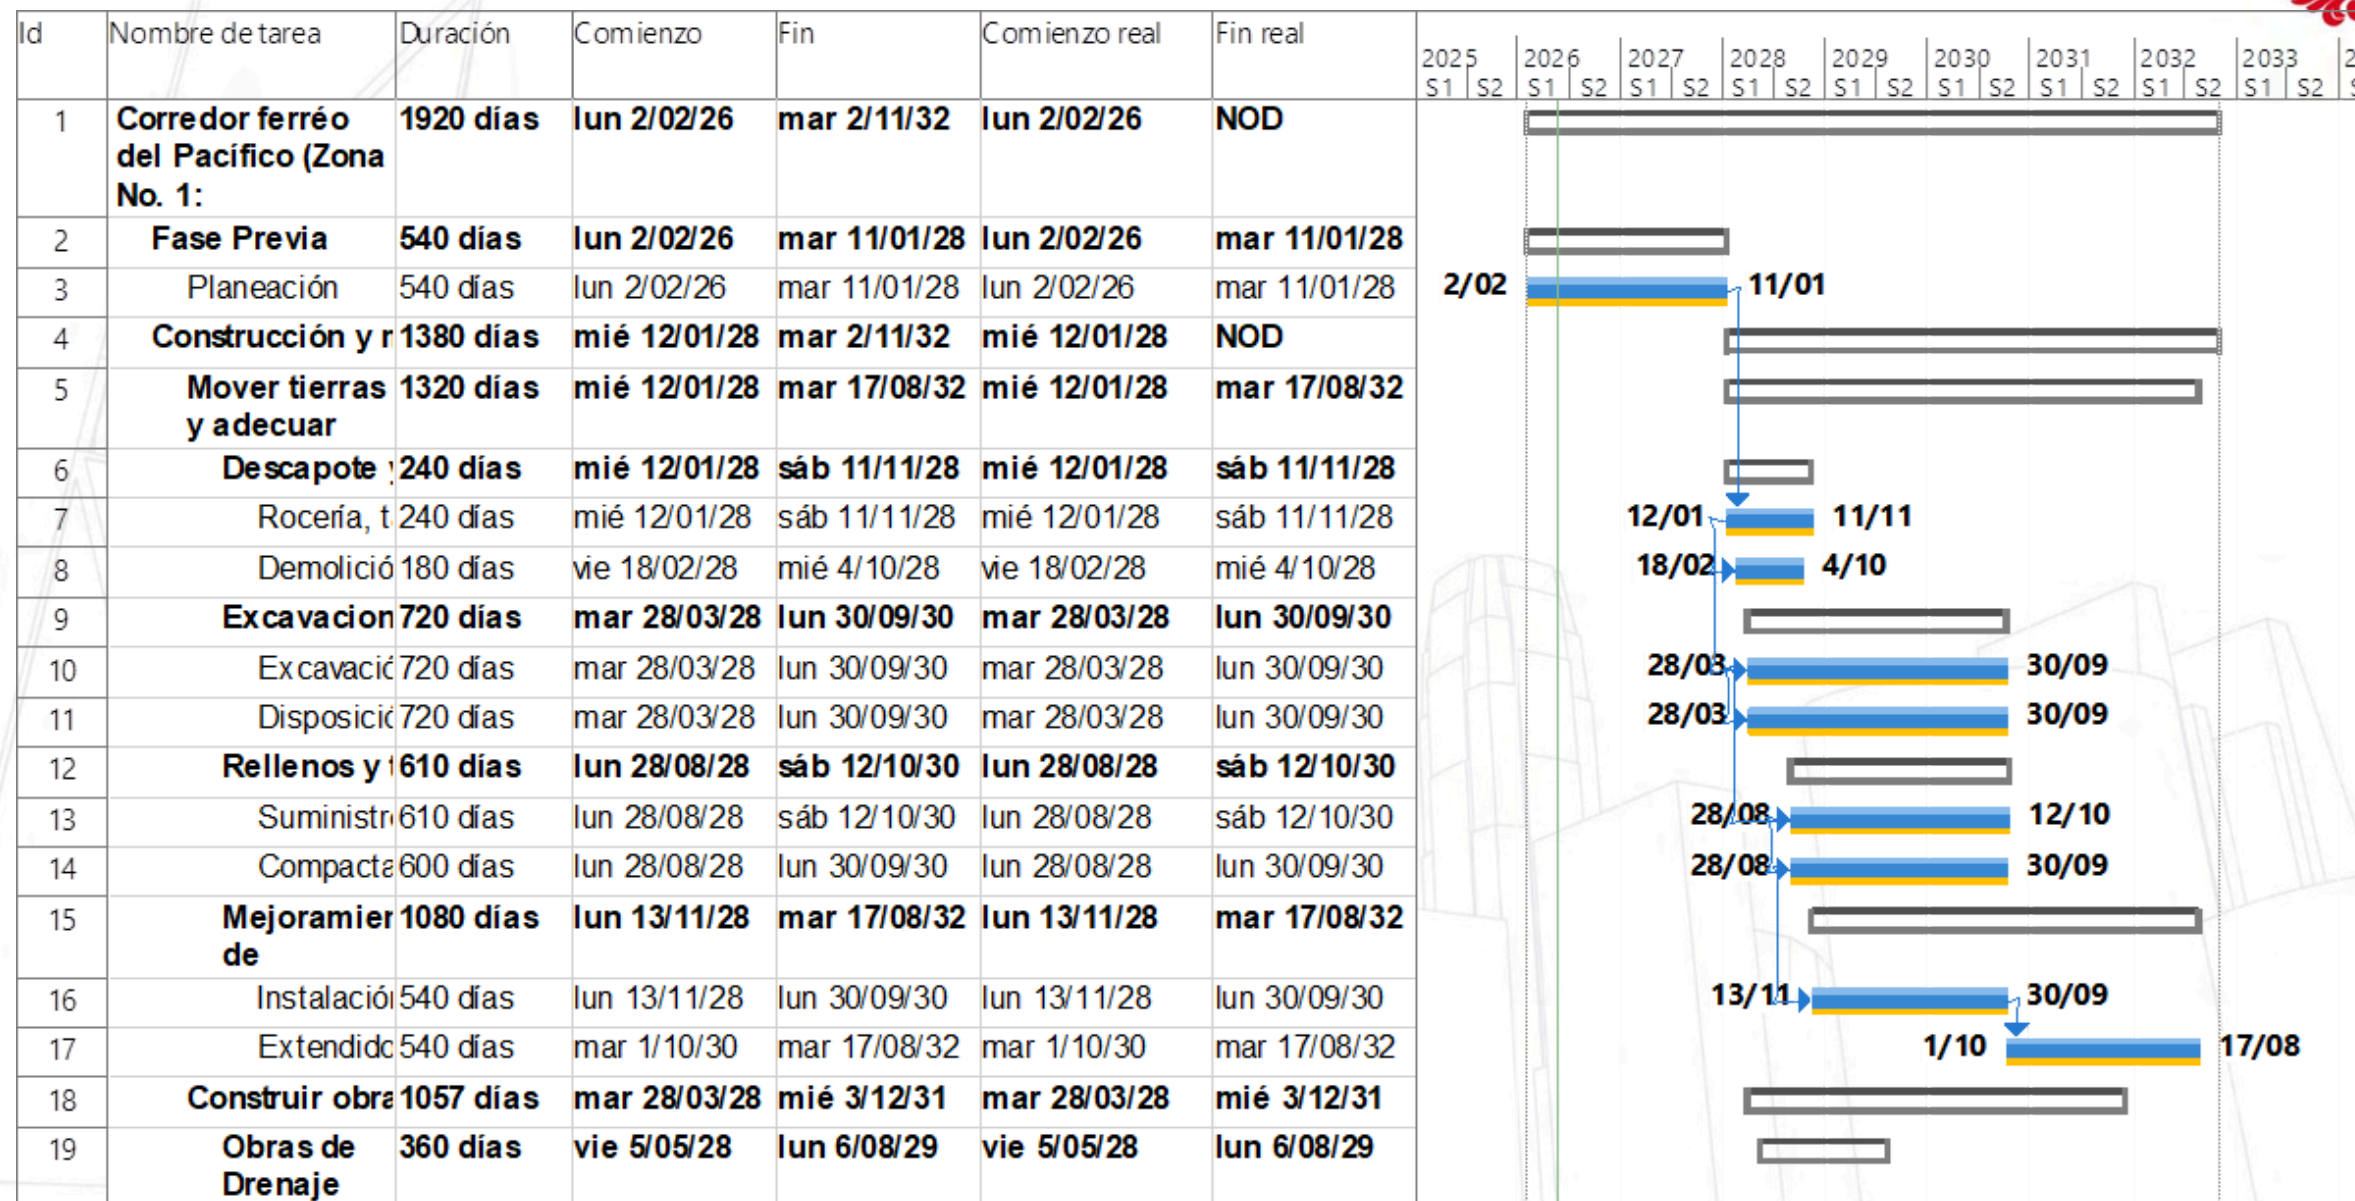 Id Nombre de tarea Duración Comienzo Fin Comienzo real Fin real
2025 2026 2027 2028 2029 2030 2031 2032 2033 2
S1 S2 S1 S2 S1 S2 S1 S2 S1 S2 S1 S2 S1 S2 S1 S2 S1 S2 S
1 Corredor ferréo 1920 días lun 2/02/26 mar 2/11/32 lun 2/02/26 NOD
del Pacífico (Zona
No. 1:
2 Fase Previa 540 días lun 2/02/26 mar 11/01/28 lun 2/02/26 mar 11/01/28
3 Planeación 540 días lun 2/02/26 mar 11/01/28 lun 2/02/26 mar 11/01/28 2/02 11/01
4 Construcción y 1380 días mié 12/01/28 mar 2/11/32 mié 12/01/28 NOD
5 Mover tierras 1320 días mié 12/01/28 mar 17/08/32 mié 12/01/28 mar 17/08/32
y adecuar
6 Descapote y 240 días mié 12/01/28 sáb 11/11/28 mié 12/01/28 sáb 11/11/28
7 Rocería, t 240 días mié 12/01/28 sáb 11/11/28 mié 12/01/28 sáb 11/11/28 12/01 11/11
8 Demolició 180 días vie 18/02/28 mié 4/10/28 vie 18/02/28 mié 4/10/28 18/02 4/10
9 Excavacion 720 días mar 28/03/28 lun 30/09/30 mar 28/03/28 lun 30/09/30
10 Excavació 720 días mar 28/03/28 lun 30/09/30 mar 28/03/28 lun 30/09/30 28/03 30/09
11 Disposició 720 días mar 28/03/28 lun 30/09/30 mar 28/03/28 lun 30/09/30 28/03 30/09
12 Rellenos y t 610 días lun 28/08/28 sáb 12/10/30 lun 28/08/28 sáb 12/10/30
13 Suministro 610 días lun 28/08/28 sáb 12/10/30 lun 28/08/28 sáb 12/10/30 28/08 12/10
14 Compacta 600 días lun 28/08/28 lun 30/09/30 lun 28/08/28 lun 30/09/30 28/08 30/09
15 Mejoramien 1080 días lun 13/11/28 mar 17/08/32 lun 13/11/28 mar 17/08/32
de
16 Instalación 540 días lun 13/11/28 lun 30/09/30 lun 13/11/28 lun 30/09/30 13/11 30/09
17 Extendido 540 días mar 1/10/30 mar 17/08/32 mar 1/10/30 mar 17/08/32 1/10 17/08
18 Construir obra 1057 días mar 28/03/28 mié 3/12/31 mar 28/03/28 mié 3/12/31
19 Obras de 360 días vie 5/05/28 lun 6/08/29 vie 5/05/28 lun 6/08/29
Drenaje